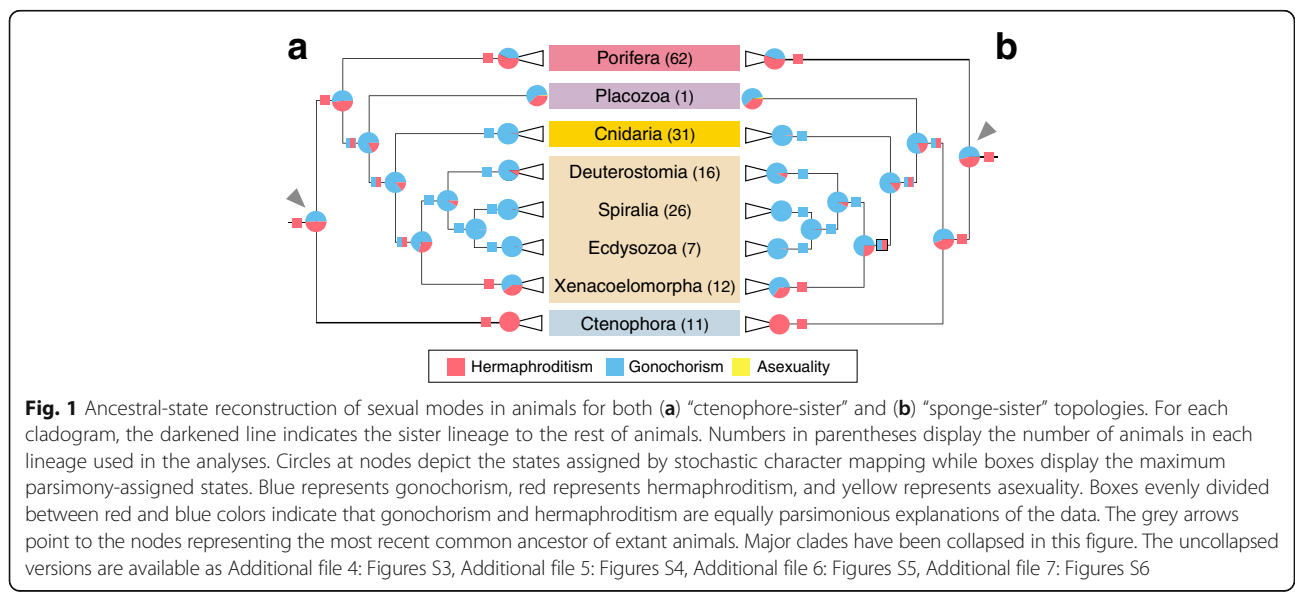 a
b
Porifera (62)
Placozoa (1)
Cnidaria (31)
Deuterostomia (16)
Spiralia (26)
Ecdysozoa (7)
Xenacoelomorpha (12)
Ctenophora (11)
Hermaphroditism Gonochorism Asexuality
Fig. 1 Ancestral-state reconstruction of sexual modes in animals for both (a) “ctenophore-sister” and (b) “sponge-sister” topologies. For each
cladogram, the darkened line indicates the sister lineage to the rest of animals. Numbers in parentheses display the number of animals in each
lineage used in the analyses. Circles at nodes depict the states assigned by stochastic character mapping while boxes display the maximum
parsimony-assigned states. Blue represents gonochorism, red represents hermaphroditism, and yellow represents asexuality. Boxes evenly divided
between red and blue colors indicate that gonochorism and hermaphroditism are equally parsimonious explanations of the data. The grey arrows
point to the nodes representing the most recent common ancestor of extant animals. Major clades have been collapsed in this figure. The uncollapsed
versions are available as Additional file 4: Figures S3, Additional file 5: Figures S4, Additional file 6: Figures S5, Additional file 7: Figures S6